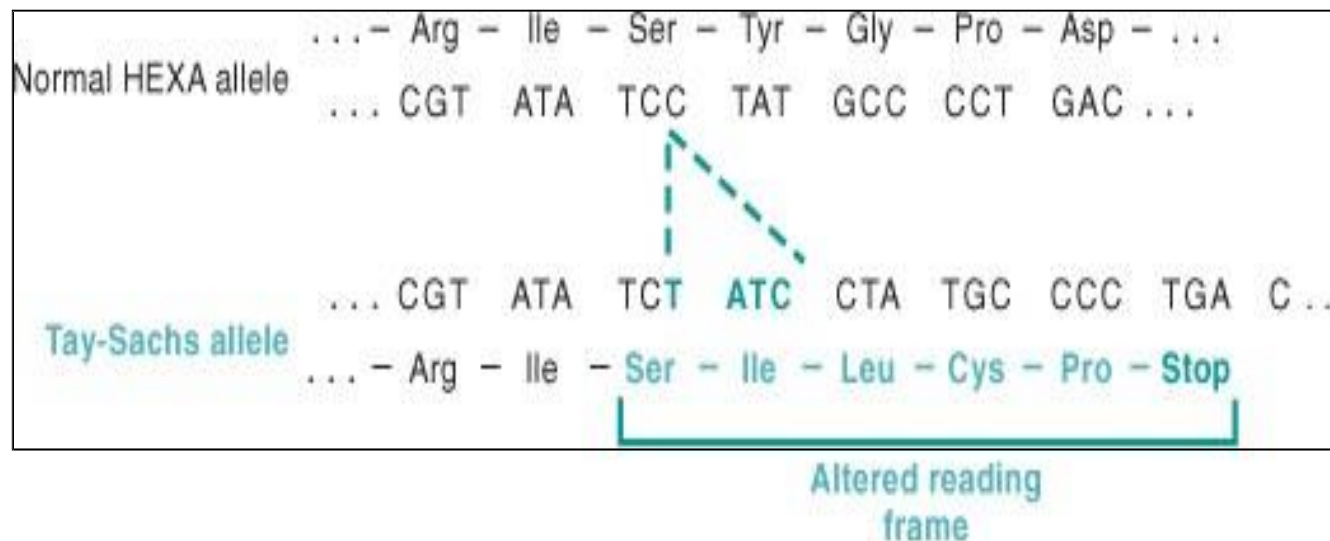 ... – Arg – Ile – Ser – Tyr – Gly – Pro – Asp – ...
Normal HEXA allele
... CGT ATA TCC TAT GCC CCT GAC ...
... CGT ATA TCT ATC CTA TGC CCC TGA C ..
Tay-Sachs allele
... – Arg – Ile – Ser – Ile – Leu – Cys – Pro – Stop
Altered reading
frame